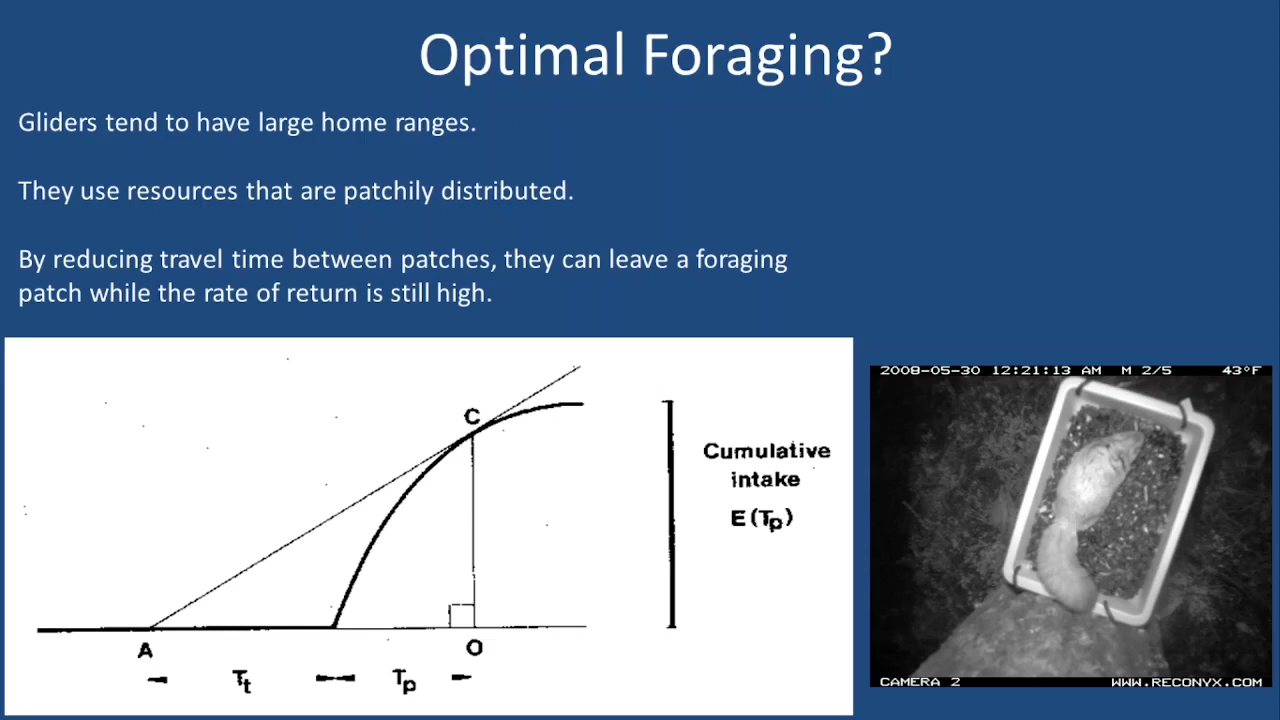 Optimal Foraging?
Gliders tend to have large home ranges.
They use resources that are patchily distributed.
By reducing travel time between patches, they can leave a foraging
patch while the rate of return is still high.
C
Cumulative
intake
E (Tp)
A
O
Tt
Tp
2008-05-30 12:21:13 AM M 2/5 43°F
CAMERA 2 WWW.RECONYX.COM